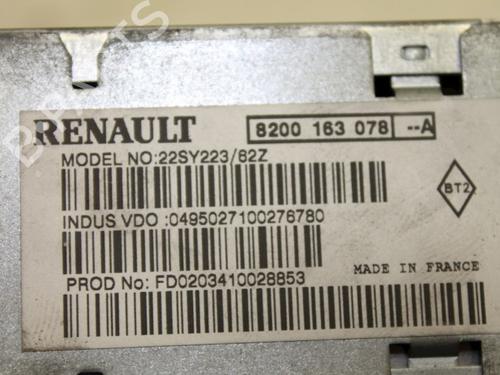 RENAULT 8200 163 078 --A
MODEL NO:22SY223/62Z
BT2
INDUS VDO :0495027100276780
PROD No: FD0203410028853
MADE IN FRANCE